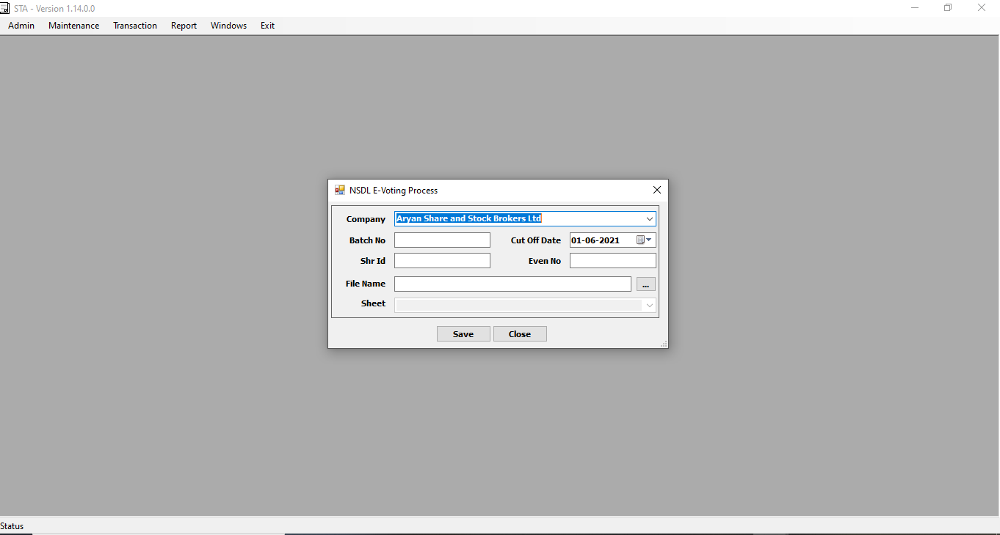 STA - Version 1.14.0.0
Admin Maintenance Transaction Report Windows Exit
NSDL E-Voting Process
Company Aryan Share and Stock Brokers Ltd
Batch No Cut Off Date 01-06-2021
Shr Id Even No
File Name ...
Sheet
Save Close
Status